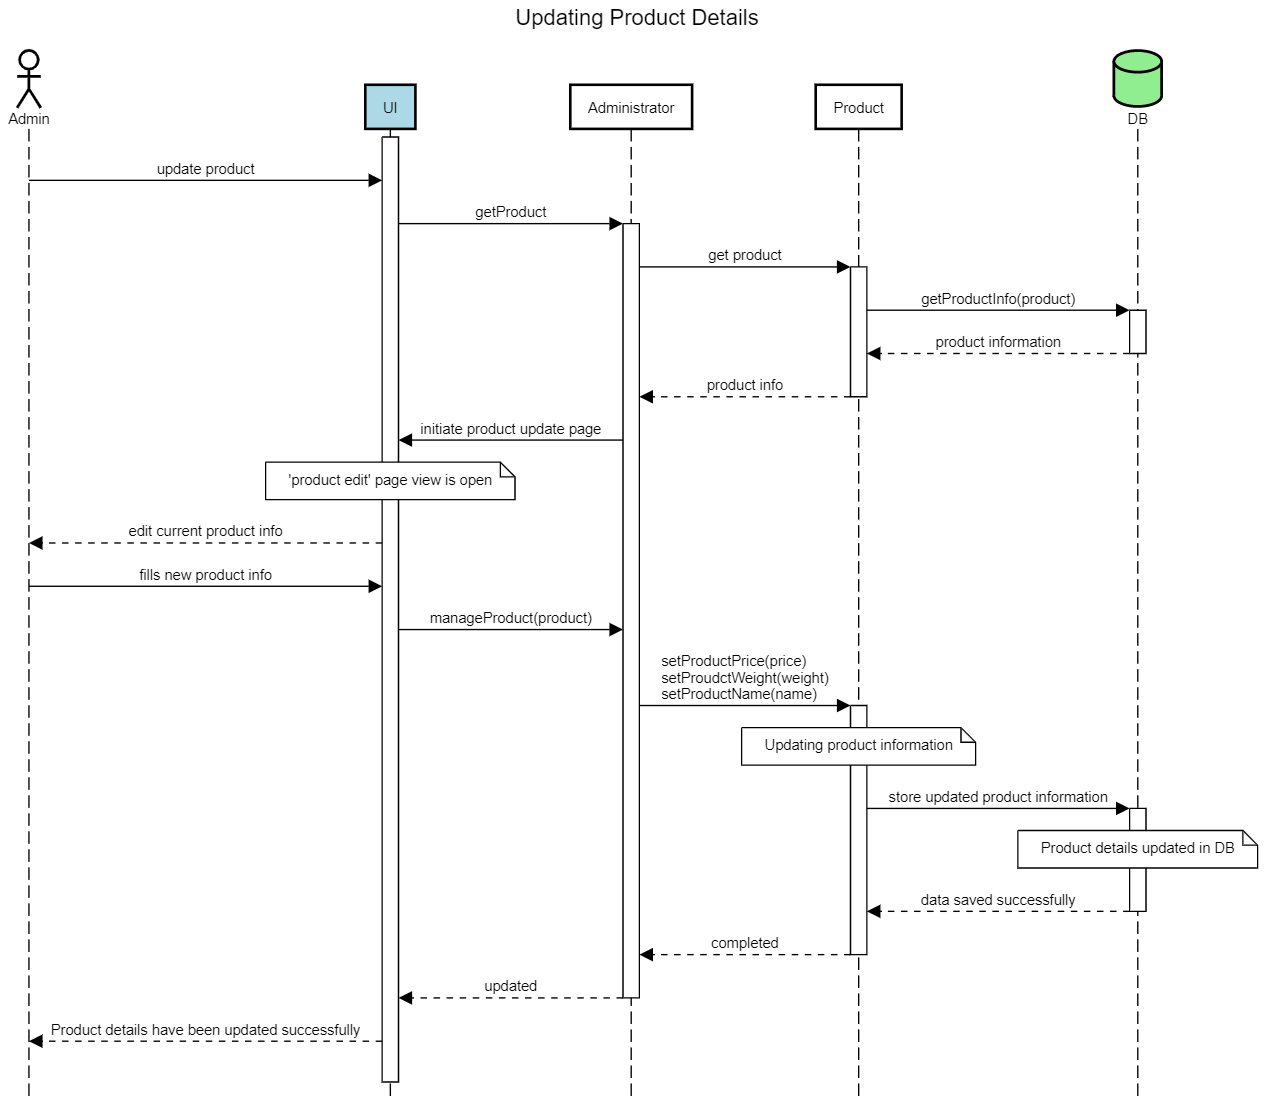 Updating Product Details
Admin
UI
Administrator
Product
DB
update product
getProduct
get product
getProductInfo(product)
product information
product info
initiate product update page
'product edit' page view is open
edit current product info
fills new product info
manageProduct(product)
setProductPrice(price)
setProudctWeight(weight)
setProductName(name)
Updating product information
store updated product information
Product details updated in DB
data saved successfully
completed
updated
Product details have been updated successfully